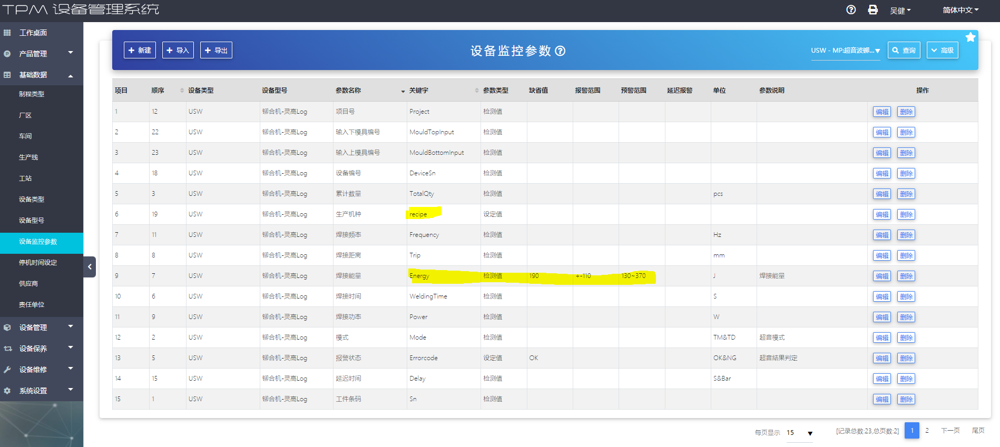 TPM 设备管理系统
吴健
简体中文
工作桌面
产品管理
基础数据
制程类型
厂区
车间
生产线
工站
设备类型
设备型号
设备监控参数
停机时间设定
供应商
责任单位
设备管理
设备保养
设备维修
系统设置
新建 导入 导出
设备监控参数
USW - MP:超音波铆...
查询 高级
项目 顺序 设备类型 设备型号 参数名称 关键字 参数类型 缺省值 报警范围 预警范围 延迟报警 单位 参数说明 操作
1 12 USW 铆合机-灵高Log 项目号 Project 检测值 编辑 删除
2 22 USW 铆合机-灵高Log 输入下模具编号 MouldTopInput 检测值 编辑 删除
3 23 USW 铆合机-灵高Log 输入上模具编号 MouldBottomInput 检测值 编辑 删除
4 18 USW 铆合机-灵高Log 设备编号 DeviceSn 检测值 编辑 删除
5 3 USW 铆合机-灵高Log 累计数量 TotalQty 检测值 pcs 编辑 删除
6 19 USW 铆合机-灵高Log 生产机种 recipe 设定值 编辑 删除
7 11 USW 铆合机-灵高Log 焊接频率 Frequency 检测值 Hz 编辑 删除
8 8 USW 铆合机-灵高Log 焊接距离 Trip 检测值 mm 编辑 删除
9 7 USW 铆合机-灵高Log 焊接能量 Energy 检测值 190 +-110 130~370 J 焊接能量 编辑 删除
10 6 USW 铆合机-灵高Log 焊接时间 WeldingTime 检测值 S 编辑 删除
11 9 USW 铆合机-灵高Log 焊接功率 Power 检测值 W 编辑 删除
12 2 USW 铆合机-灵高Log 模式 Mode 检测值 TM&TD 超音模式 编辑 删除
13 5 USW 铆合机-灵高Log 报警状态 Errorcode 设定值 OK OK&NG 超音結果判定 编辑 删除
14 15 USW 铆合机-灵高Log 延迟时间 Delay 检测值 S&Bar 编辑 删除
15 1 USW 铆合机-灵高Log 工件条码 Sn 检测值 编辑 删除
每页显示 15 [记录总数:23,总页数:2] 1 2 下一页 尾页